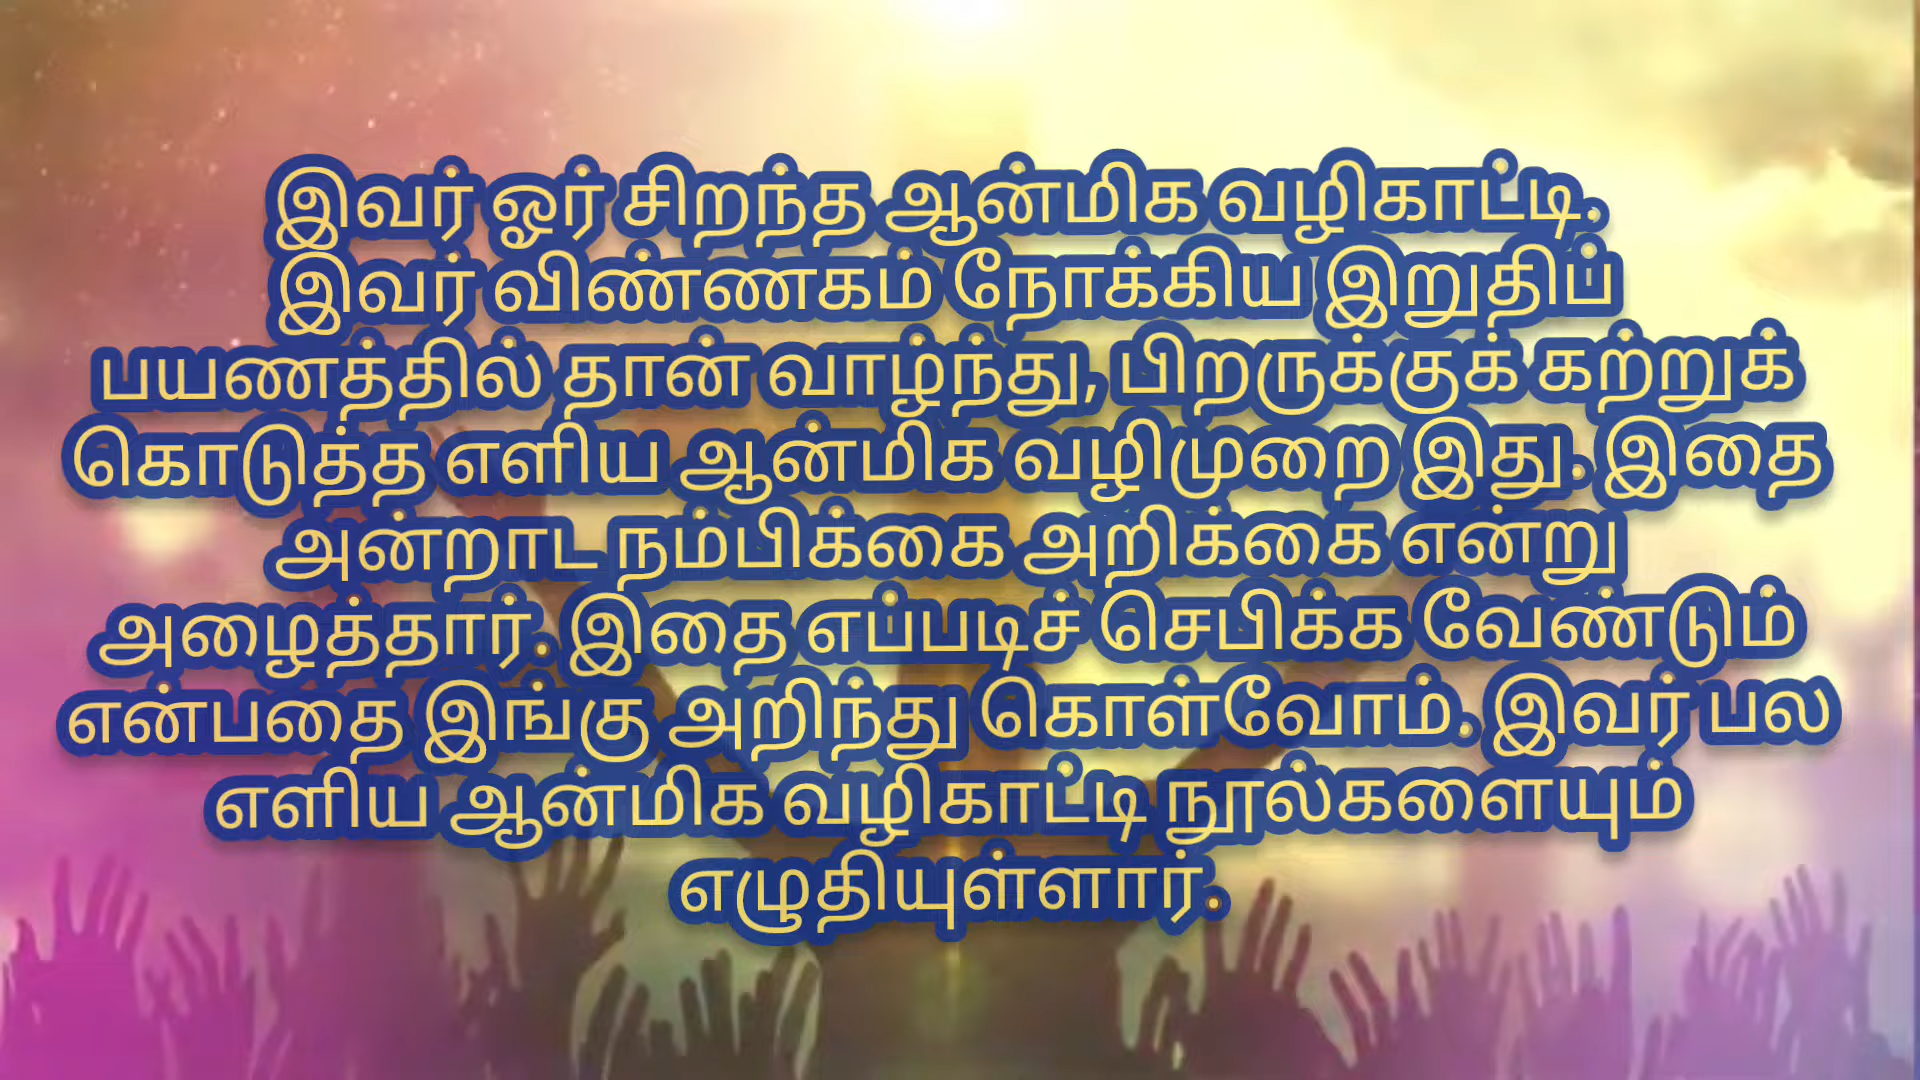 இவர் ஓர் சிறந்த ஆன்மிக வழிகாட்டி.
இவர் விண்ணகம் நோக்கிய இறுதிப்
பயணத்தில் தான் வாழ்ந்து, பிறருக்குக் கற்றுக்
கொடுத்த எளிய ஆன்மிக வழிமுறை இது. இதை
அன்றாட நம்பிக்கை அறிக்கை என்று
அழைத்தார். இதை எப்படிச் செபிக்க வேண்டும்
என்பதை இங்கு அறிந்து கொள்வோம். இவர் பல
எளிய ஆன்மிக வழிகாட்டி நூல்களையும்
எழுதியுள்ளார்.